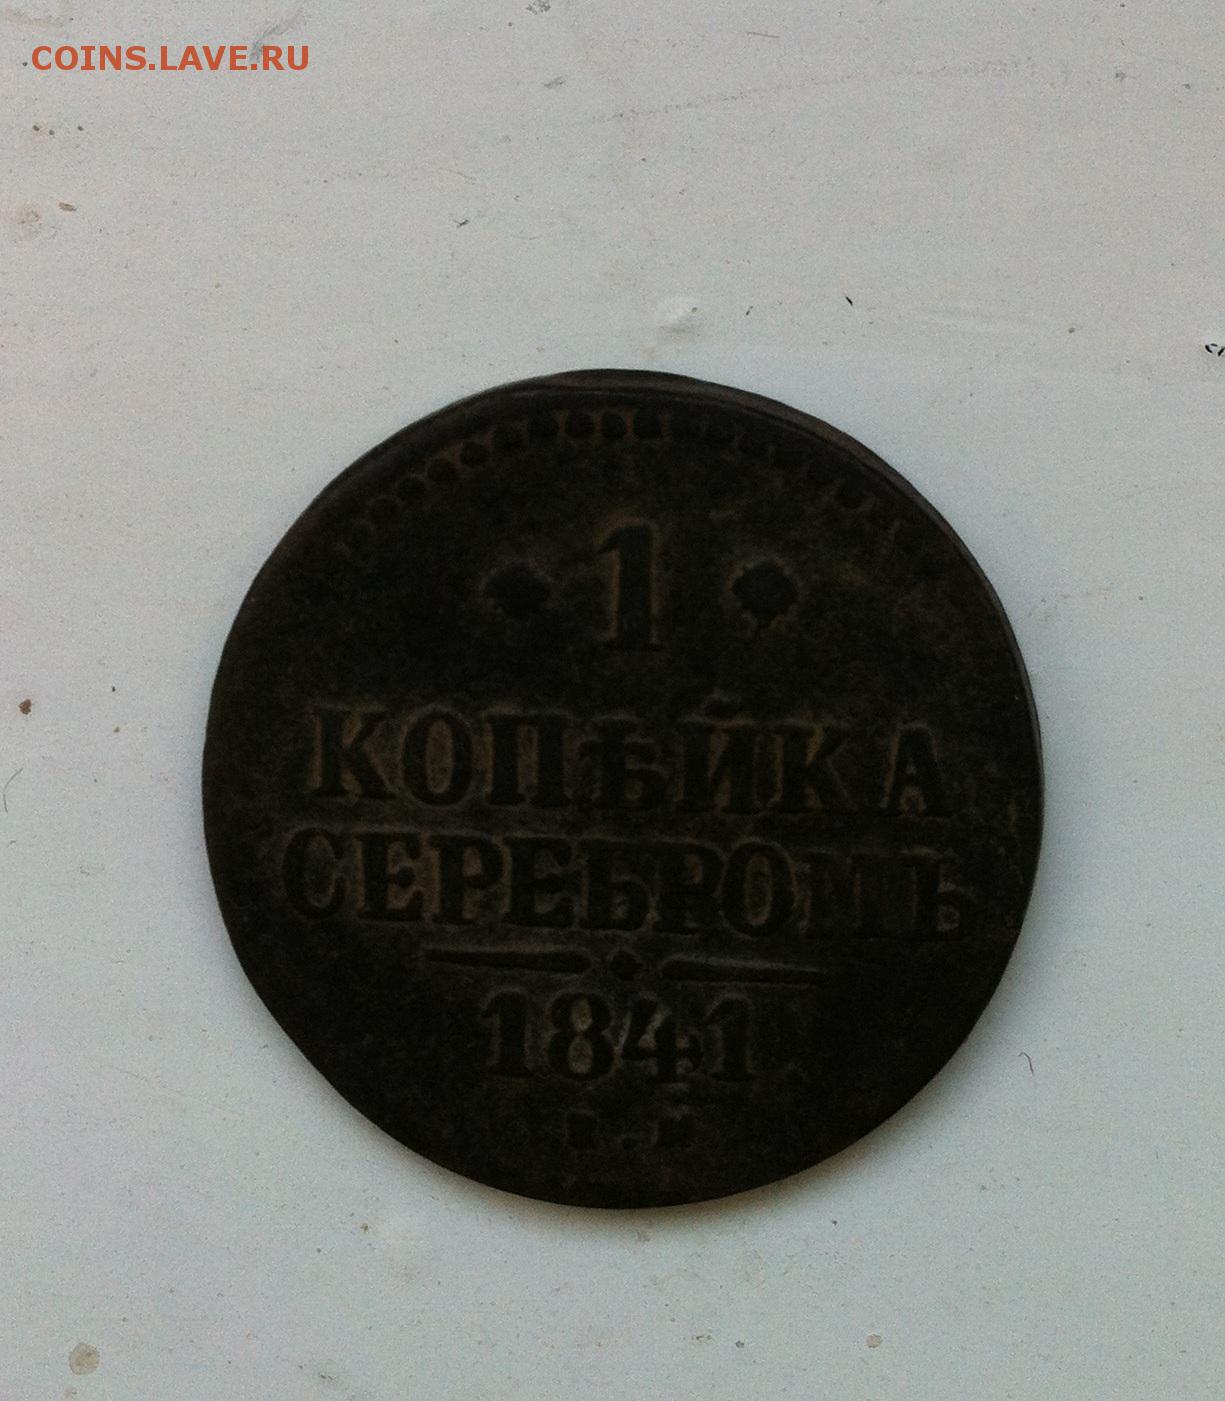 COINS.LAVE.RU
1
КОПѢЙКА
СЕРЕБРОМЪ
1841